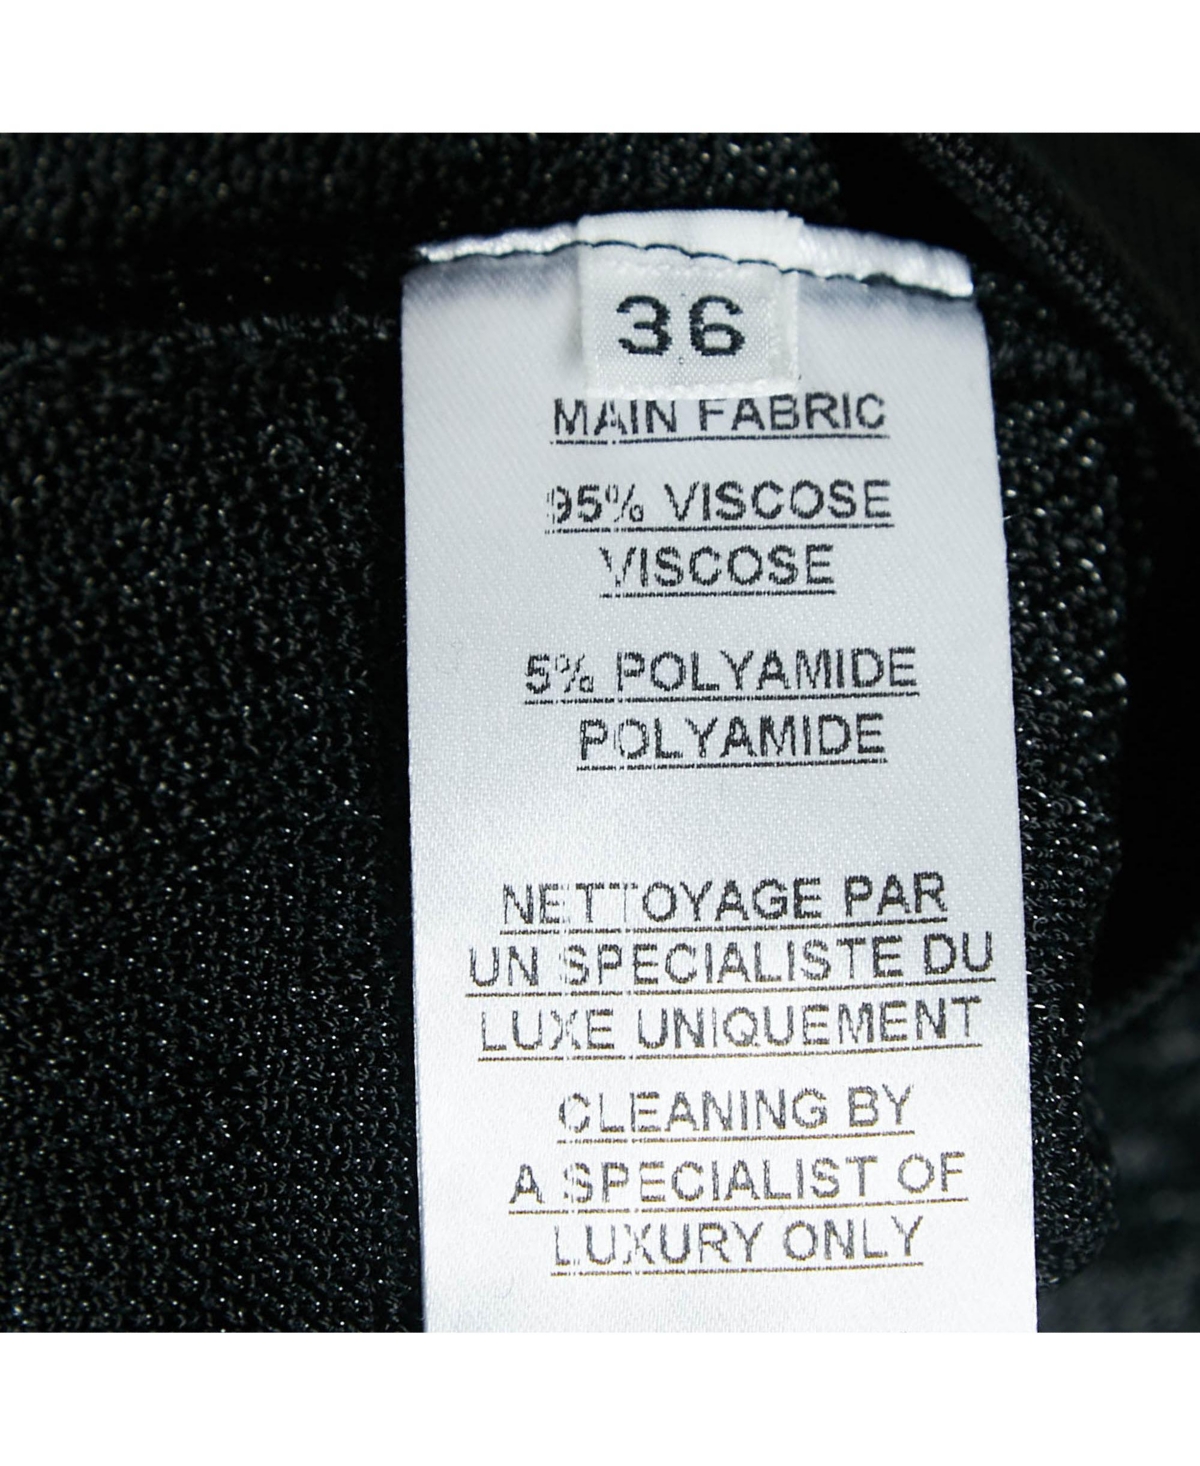 36
MAIN FABRIC
95% VISCOSE
VISCOSE
5% POLYAMIDE
POLYAMIDE
NETTOYAGE PAR
UN SPECIALISTE DU
LUXE UNIQUEMENT
CLEANING BY
A SPECIALIST OF
LUXURY ONLY